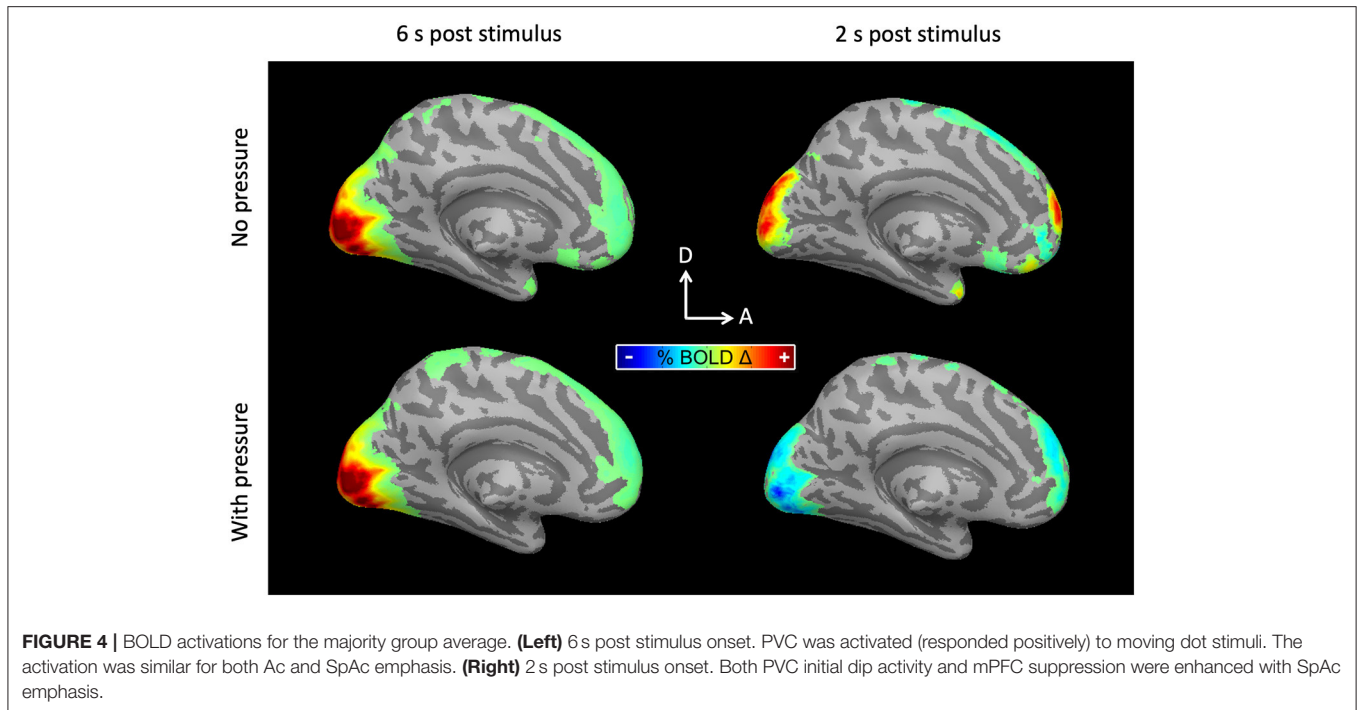 6 s post stimulus
2 s post stimulus
No pressure
D
A
- % BOLD Δ +
With pressure
FIGURE 4 | BOLD activations for the majority group average. (Left) 6 s post stimulus onset. PVC was activated (responded positively) to moving dot stimuli. The
activation was similar for both Ac and SpAc emphasis. (Right) 2 s post stimulus onset. Both PVC initial dip activity and mPFC suppression were enhanced with SpAc
emphasis.